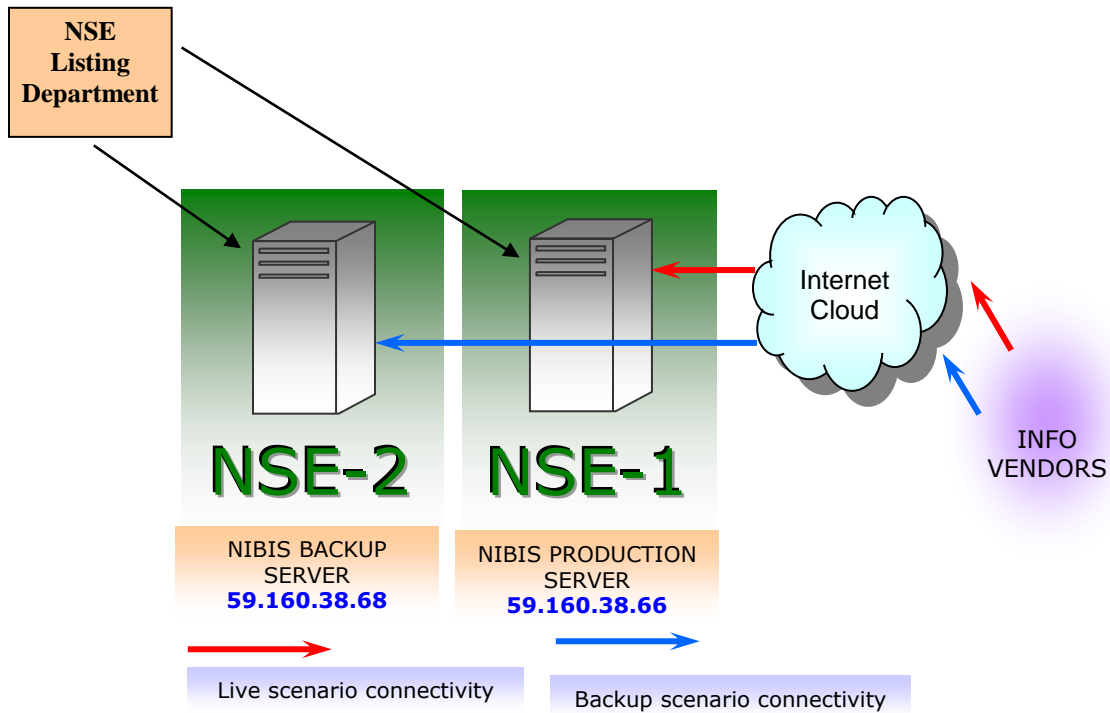 NSE
Listing
Department
Internet
Cloud
INFO
VENDORS
NSE-2
NSE-1
NIBIS BACKUP
SERVER
59.160.38.68
NIBIS PRODUCTION
SERVER
59.160.38.66
Live scenario connectivity
Backup scenario connectivity